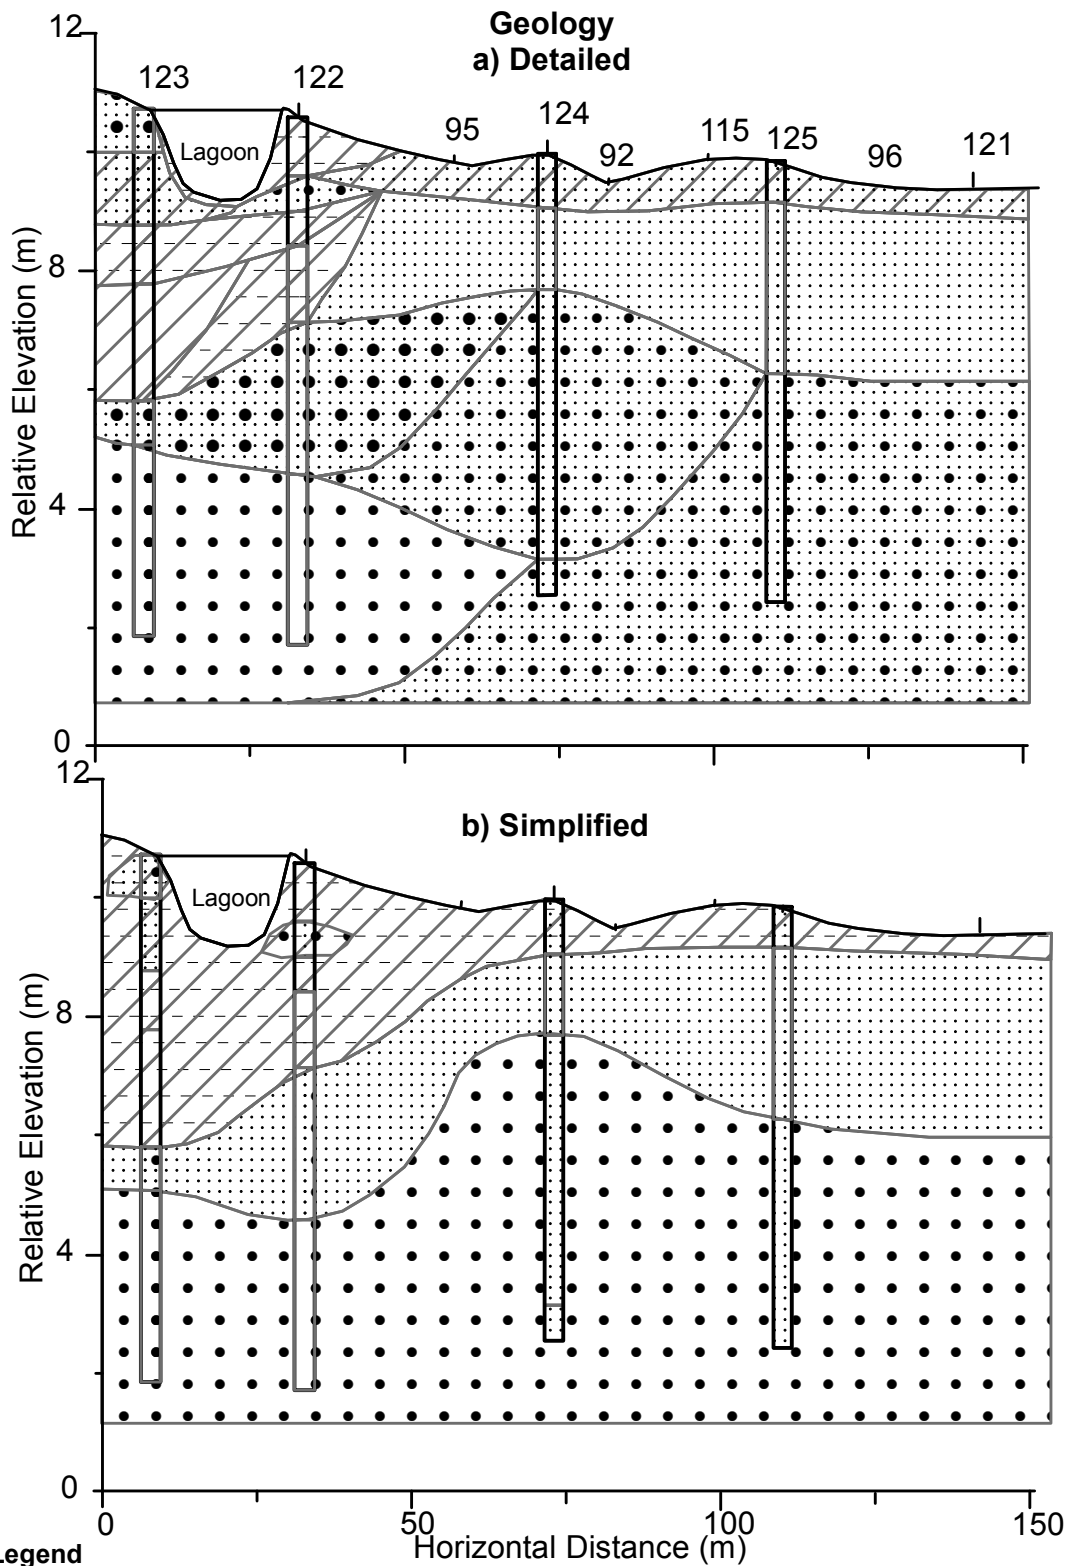 Geology
12
a) Detailed
123
122
95
124
92
115
125
96
121
Lagoon
8
4
0
Relative Elevation (m)
12
b) Simplified
Lagoon
8
4
0
Relative Elevation (m)
0
50
100
150
Horizontal Distance (m)
Legend